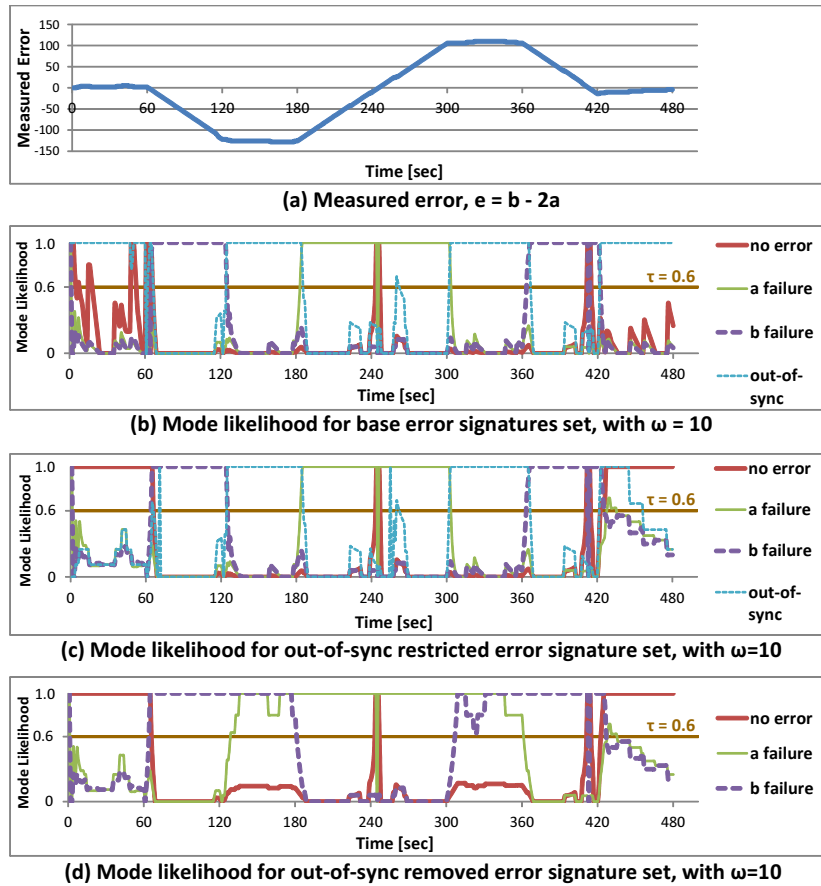 150
100
50
0
-50
-100
-150
Measured Error
0 60 120 180 240 300 360 420 480
Time [sec]
(a) Measured error, e = b - 2a
1.0
0.6
0
Mode Likelihood
τ = 0.6
0 60 120 180 240 300 360 420 480
Time [sec]
no error
a failure
b failure
out-of-
sync
(b) Mode likelihood for base error signatures set, with ω = 10
1.0
0.6
0
Mode Likelihood
τ = 0.6
0 60 120 180 240 300 360 420 480
Time [sec]
no error
a failure
b failure
out-of-
sync
(c) Mode likelihood for out-of-sync restricted error signature set, with ω=10
1.0
0.6
0
Mode Likelihood
τ = 0.6
0 60 120 180 240 300 360 420 480
Time [sec]
no error
a failure
b failure
(d) Mode likelihood for out-of-sync removed error signature set, with ω=10